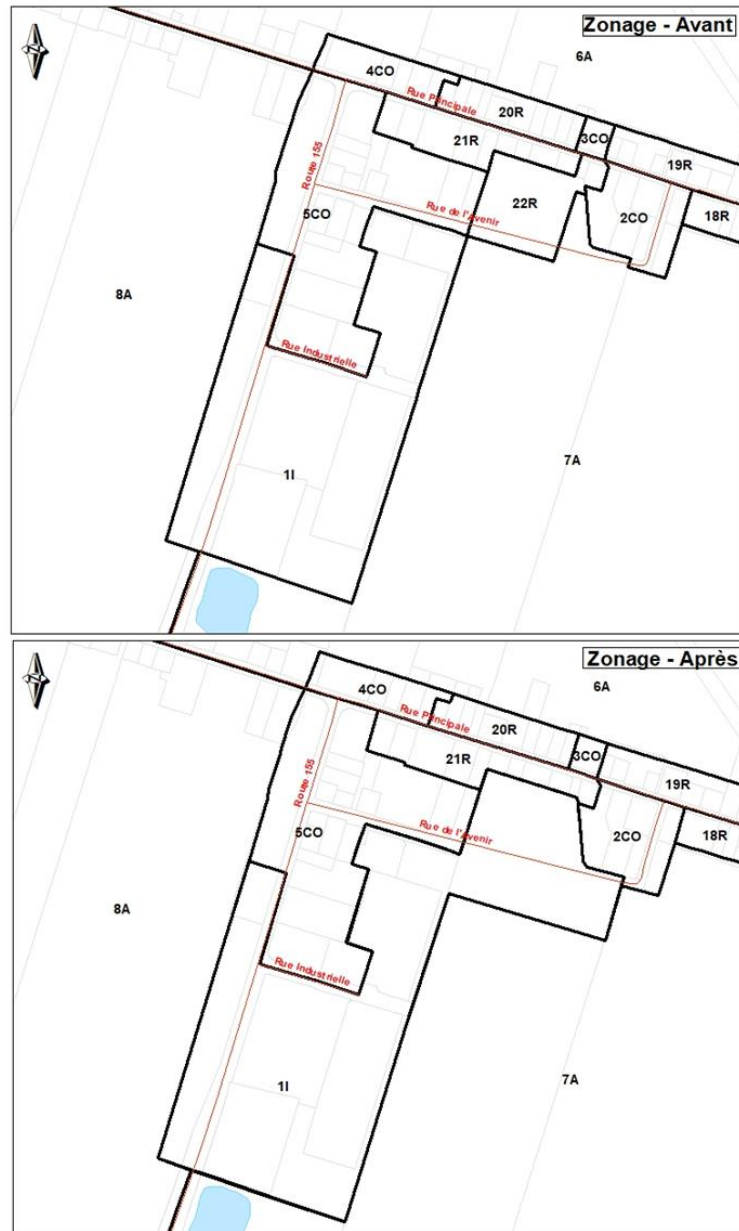 Zonage - Avant
6A
4CO
Rue Principale
20R
3CO
21R
19R
Route 155
5CO
Rue de l'Avenir
22R
2CO
18R
8A
Rue Industrielle
7A
1I
Zonage - Après
6A
4CO
Rue Principale
20R
3CO
21R
19R
Route 155
5CO
Rue de l'Avenir
2CO
18R
8A
Rue Industrielle
7A
1I